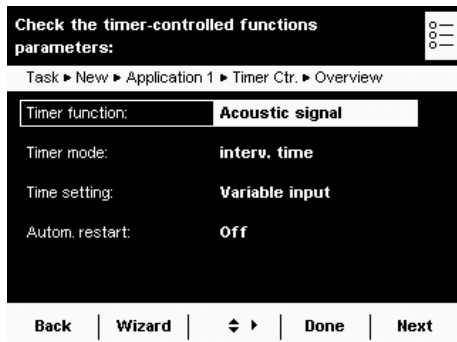 Check the timer-controlled functions
parameters:
Task ▸ New ▸ Application 1 ▸ Timer Ctr. ▸ Overview
Timer function: Acoustic signal
Timer mode: interv. time
Time setting: Variable input
Autom. restart: Off
Back Wizard Done Next